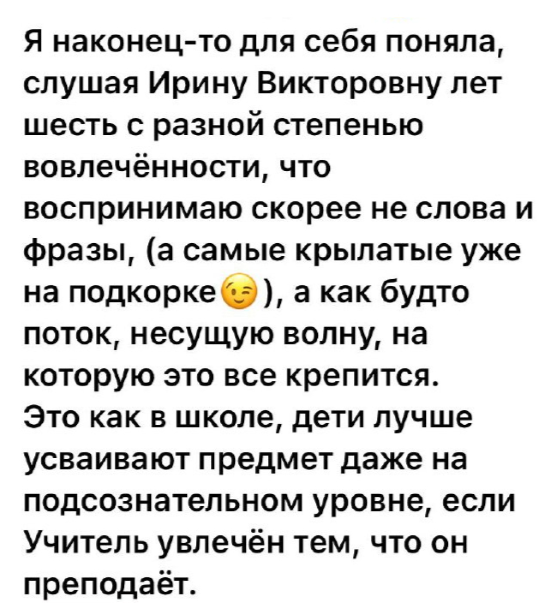 Я наконец-то для себя поняла,
слушая Ирину Викторовну лет
шесть с разной степенью
вовлечённости, что
воспринимаю скорее не слова и
фразы, (а самые крылатые уже
на подкорке😉), а как будто
поток, несущую волну, на
которую это все крепится.
Это как в школе, дети лучше
усваивают предмет даже на
подсознательном уровне, если
Учитель увлечён тем, что он
преподаёт.